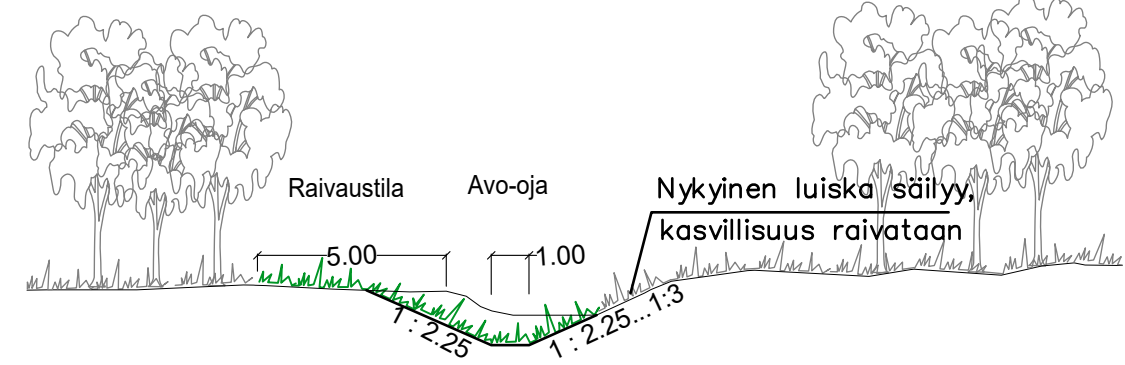 Raivaustila
Avo-oja
Nykyinen luiska säilyy,
kasvillisuus raivataan
5.00
1.00
1 : 2.25
1 : 2.25...1:3